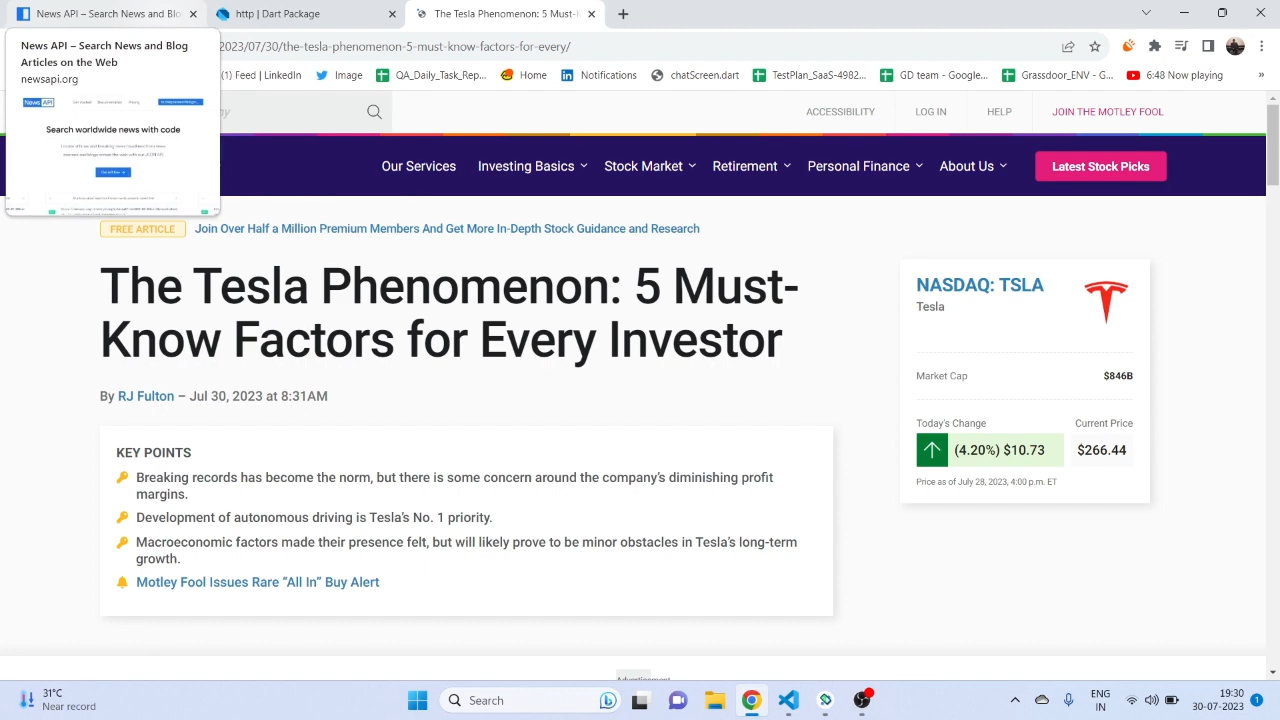 News API – Search News and Blog Articles
The Tesla Phenomenon: 5 Must-
News API – Search News and Blog
Articles on the Web
newsapi.org
2023/07/30/the-tesla-phenomenon-5-must-know-factors-for-every/
(1) Feed | LinkedIn
Image
QA_Daily_Task_Rep...
Home
Notifications
chatScreen.dart
4982...
GD team - Google...
Grossarior_ENV - G...
6:48 Now playing
»
News API
Search worldwide news with code
ACCESSIBILITY
LOG IN
HELP
THE MOTLEY FOOL
Our Services
Investing Basics
Stock Market
Retirement
Personal Finance
About Us
Latest Stock Picks
FREE ARTICLE
Join Over Half a Million Premium Members And Get More In-Depth Stock Guidance and Research
The Tesla Phenomenon: 5 Must-
Know Factors for Every Investor
By RJ Fulton – Jul 30, 2023 at 8:31AM
KEY POINTS
Breaking records has become the norm, but there is some concern around the company's diminishing profit
margins.
Development of autonomous driving is Tesla's No. 1 priority.
Macroeconomic factors made their presence felt, but will likely prove to be minor obstacles in Tesla's long-term
growth.
Motley Fool Issues Rare “All In” Buy Alert
NASDAQ: TSLA
Tesla
Market Cap
$846B
Today's Change
Current Price
(4.20%) $10.73
$266.44
Price as of July 28, 2023, 4:00 p.m. ET
Advertisement
31°C
Near record
Search
ENG
IN
19:30
30-07-2023
1